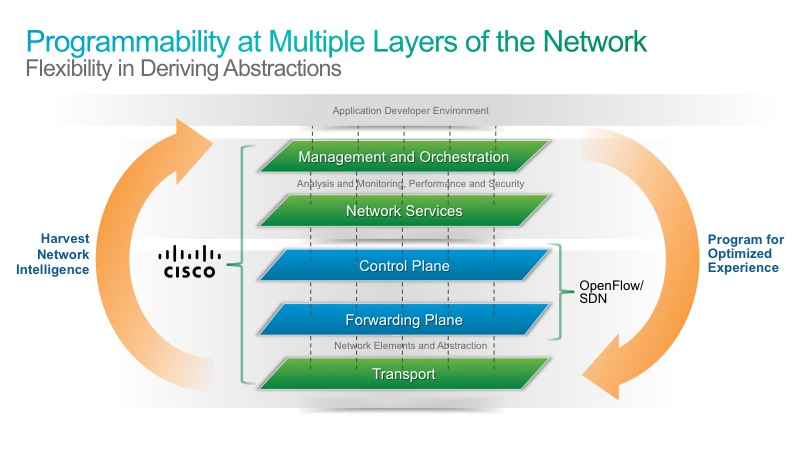 Programmability at Multiple Layers of the Network
Flexibility in Deriving Abstractions
Application Developer Environment
Management and Orchestration
Analysis and Monitoring, Performance and Security
Network Services
Harvest
Network
Intelligence
CISCO
Control Plane
Program for
Optimized
Experience
OpenFlow/
SDN
Forwarding Plane
Network Elements and Abstraction
Transport